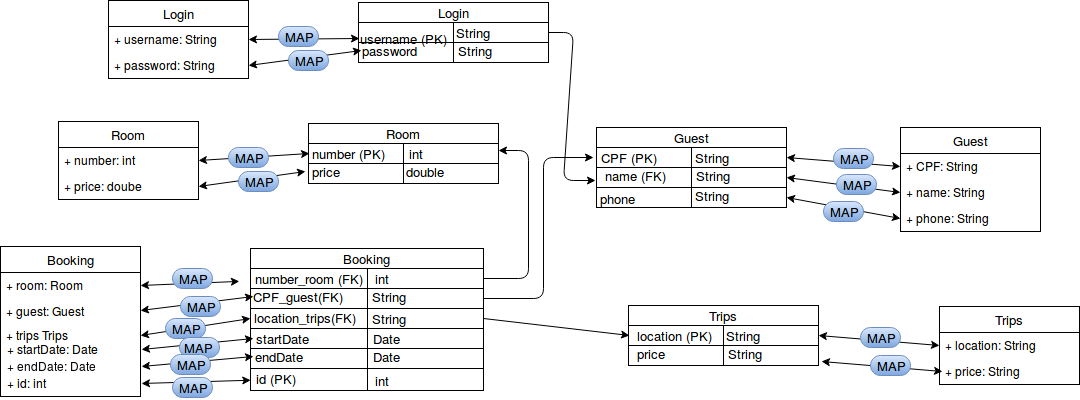 Login
+ username: String
+ password: String
MAP
MAP
Login
username (PK) String
password String
Room
+ number: int
+ price: doube
MAP
MAP
Room
number (PK) int
price double
Guest
CPF (PK) String
name (FK) String
phone String
MAP
MAP
MAP
Guest
+ CPF: String
+ name: String
+ phone: String
Booking
+ room: Room
+ guest: Guest
+ trips Trips
+ startDate: Date
+ endDate: Date
+ id: int
MAP
MAP
MAP
MAP
MAP
MAP
Booking
number_room (FK) int
CPF_guest(FK) String
location_trips(FK) String
startDate Date
endDate Date
id (PK) int
Trips
location (PK) String
price String
MAP
MAP
Trips
+ location: String
+ price: String